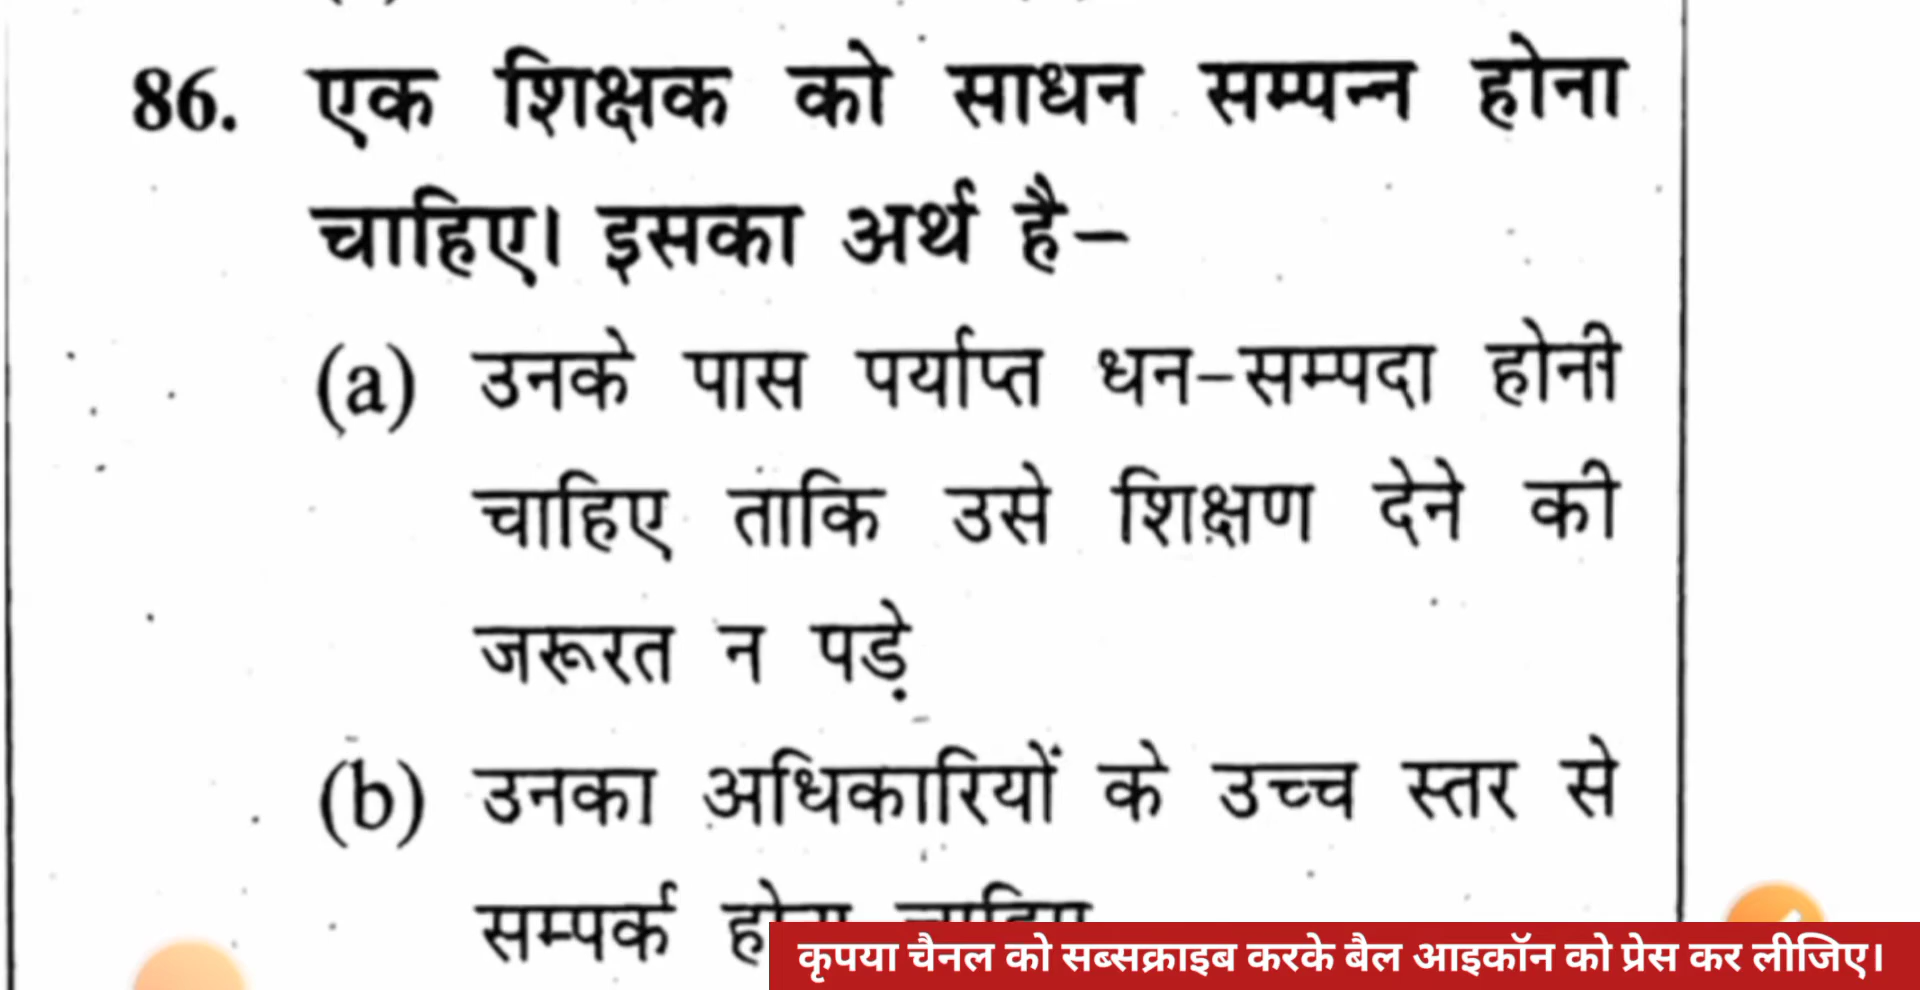 86. एक शिक्षक को साधन सम्पन्न होना
चाहिए। इसका अर्थ है–
(a) उनके पास पर्याप्त धन-सम्पदा होनी
चाहिए ताकि उसे शिक्षण देने की
जरूरत न पड़े
(b) उनका अधिकारियों के उच्च स्तर से
सम्पर्क
कृपया चैनल को सब्सक्राइब करके बैल आइकॉन को प्रेस कर लीजिए।